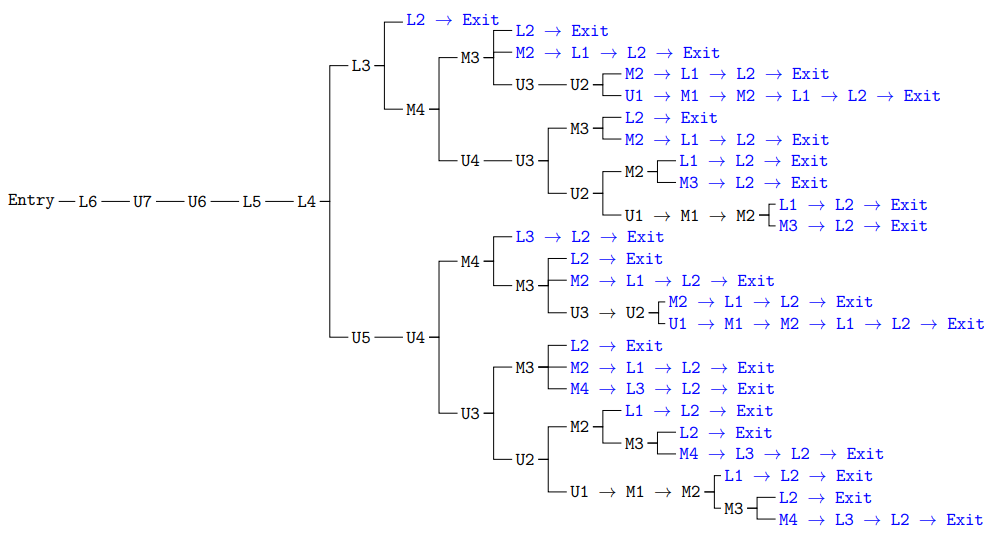 L2 → Exit
L2 → Exit
L3 M3 M2 → L1 → L2 → Exit
M2 → L1 → L2 → Exit
U3 U2
U1 → M1 → M2 → L1 → L2 → Exit
M4
L2 → Exit
M3
M2 → L1 → L2 → Exit
U4 U3
L1 → L2 → Exit
M2
M3 → L2 → Exit
U2
Entry L6 U7 U6 L5 L4
L1 → L2 → Exit
U1 → M1 → M2
M3 → L2 → Exit
L3 → L2 → Exit
M4
L2 → Exit
M3 M2 → L1 → L2 → Exit
M2 → L1 → L2 → Exit
U3 → U2
U1 → M1 → M2 → L1 → L2 → Exit
U5 U4
L2 → Exit
M3 M2 → L1 → L2 → Exit
M4 → L3 → L2 → Exit
U3
L1 → L2 → Exit
M2
L2 → Exit
M3
M4 → L3 → L2 → Exit
U2
L1 → L2 → Exit
U1 → M1 → M2
L2 → Exit
M3
M4 → L3 → L2 → Exit